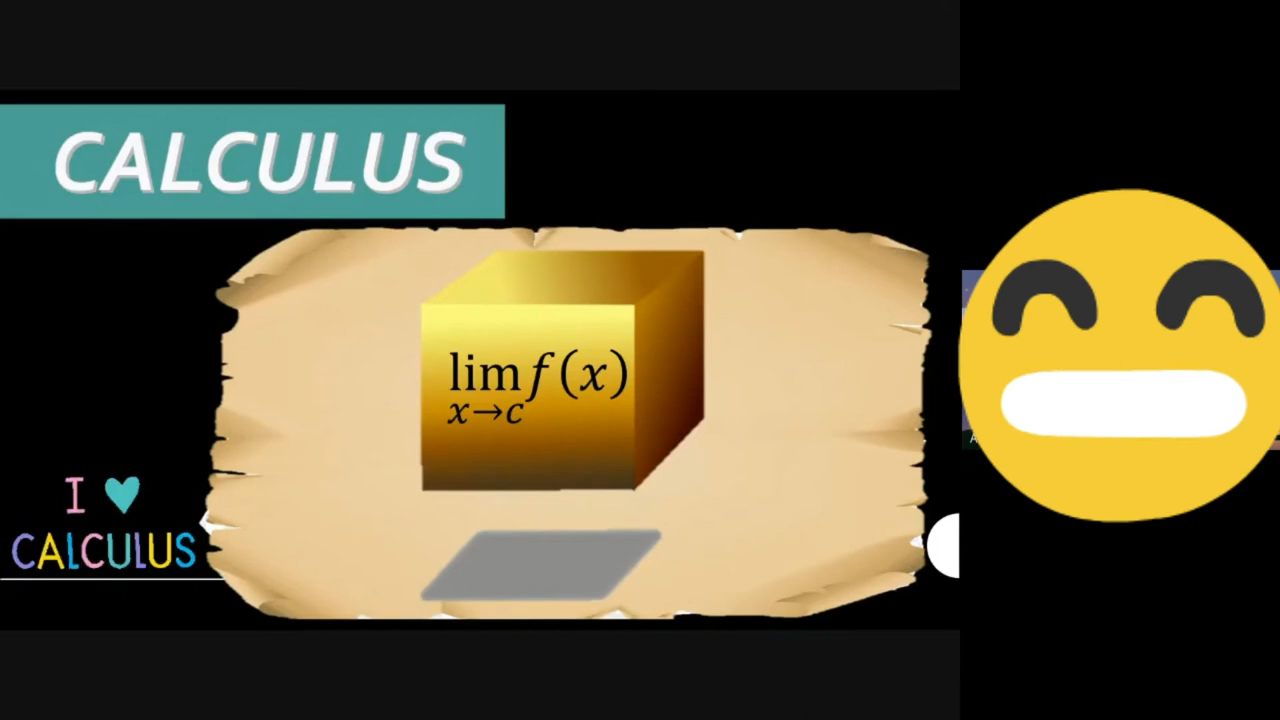 CALCULUS
lim f(x)
x→c
I ♥
CALCULUS
A